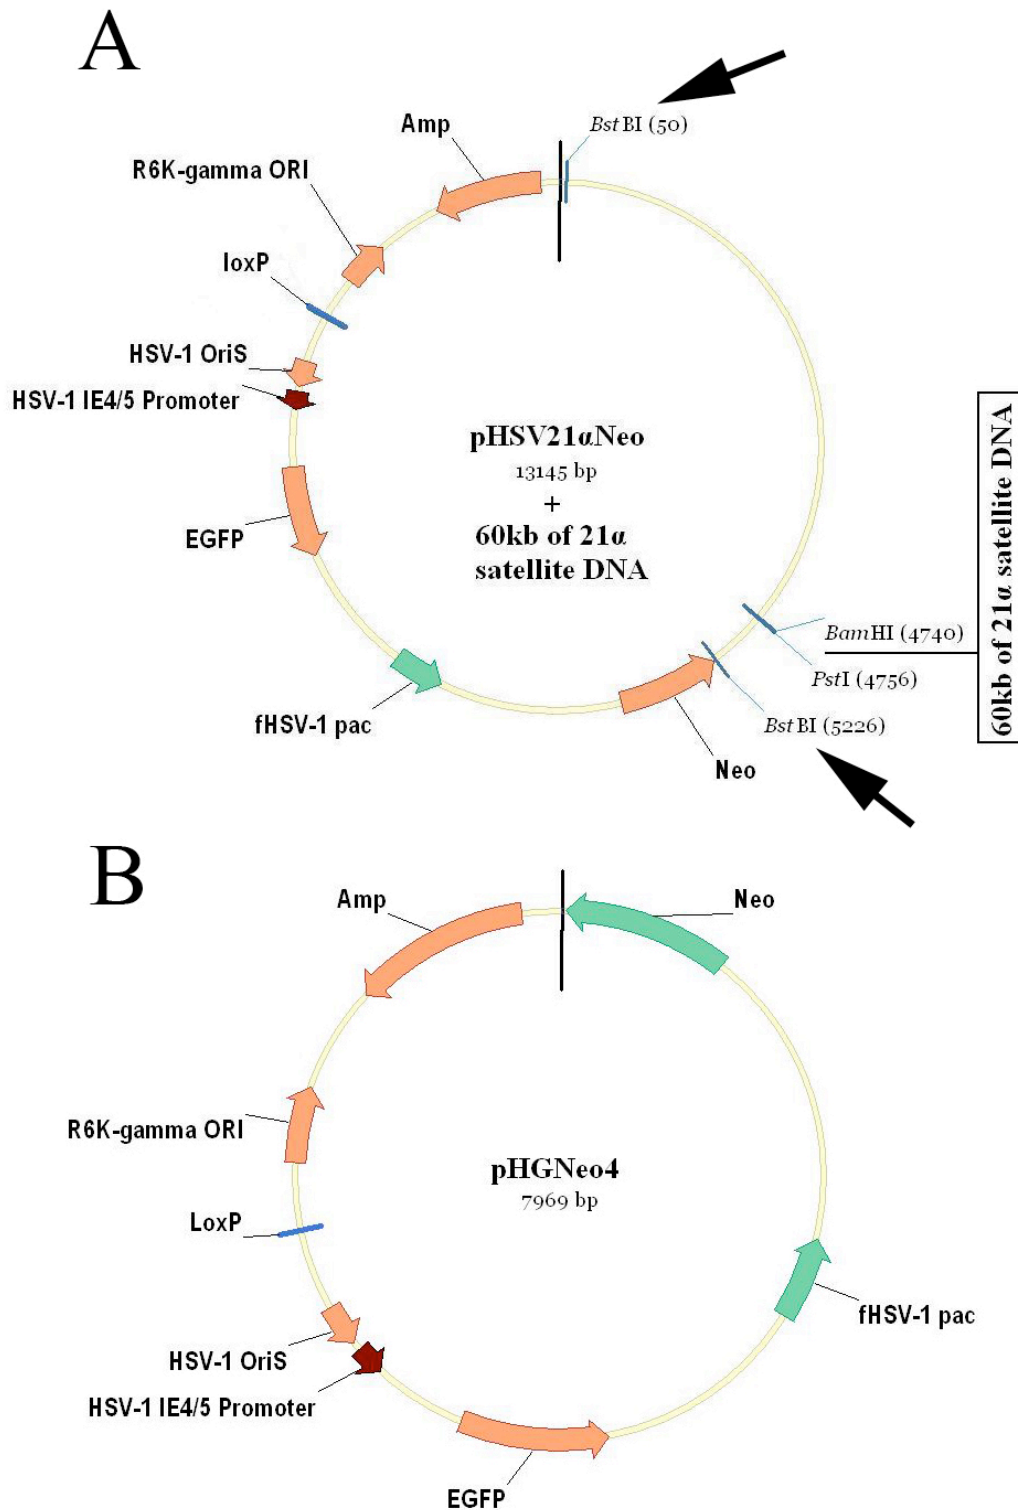 A
BstBI (50)
Amp
R6K-gamma ORI
loxP
HSV-1 OriS
HSV-1 IE4/5 Promoter
EGFP
fHSV-1 pac
Neo
pHSV21αNeo
13145 bp
+
60kb of 21α
satellite DNA
BamHI (4740)
PstI (4756)
BstBI (5226)
60kb of 21α satellite DNA
B
Amp
Neo
R6K-gamma ORI
pHGNeo4
7969 bp
LoxP
fHSV-1 pac
HSV-1 OriS
HSV-1 IE4/5 Promoter
EGFP